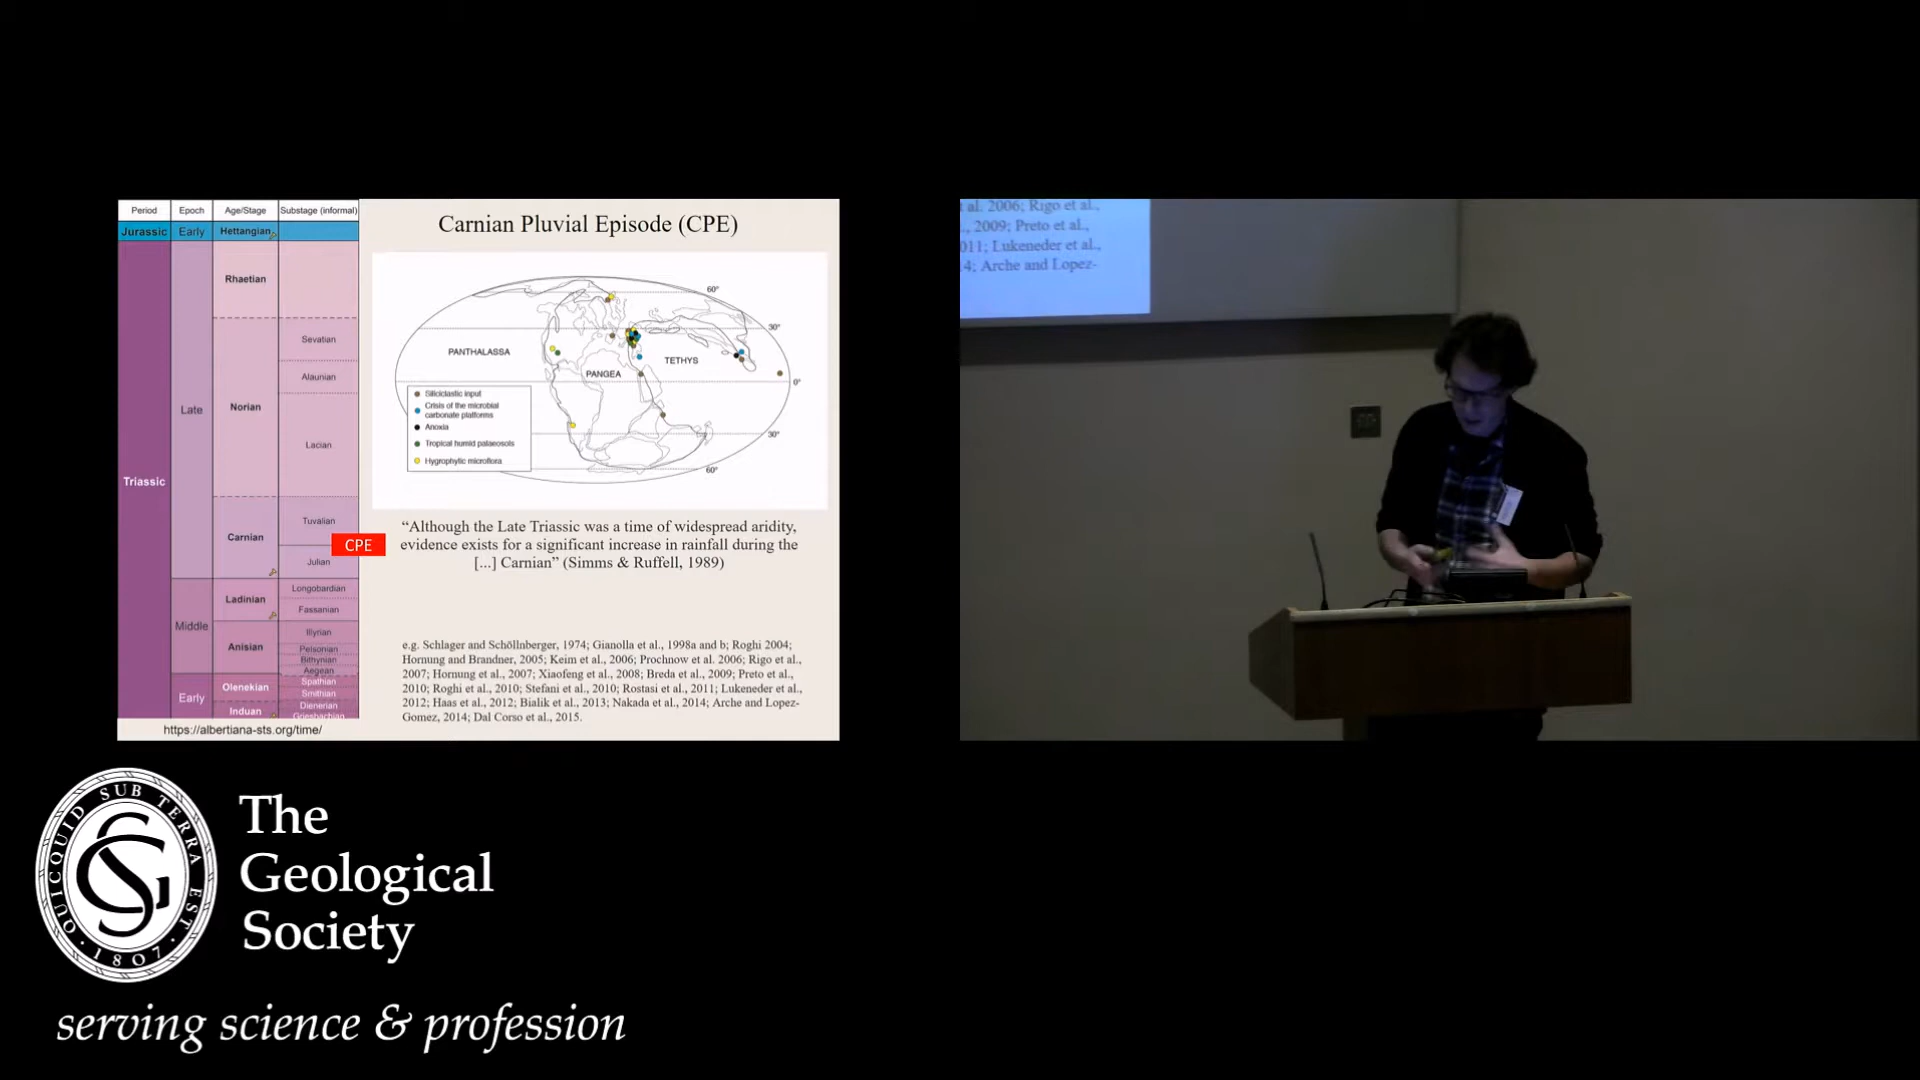 Period Epoch Age/Stage Substage (informal)
Jurassic Early Hettangian
Triassic
Late
Rhaetian
Norian
Sevatian
Alaunian
Lacian
Carnian
Tuvalian
Julian
CPE
Middle
Ladinian
Longobardian
Fassanian
Anisian
Illyrian
Pelsonian
Bithynian
Aegean
Early
Olenekian
Spathian
Smithian
Induan
Dienerian
Griesbachian
https://albertiana-sts.org/time/
Carnian Pluvial Episode (CPE)
60°
30°
PANTHALASSA
TETHYS
PANGEA
0°
30°
60°
Siliciclastic input
Crisis of the microbial
carbonate platforms
Anoxia
Tropical humid palaeosols
Hygrophytic microflora
“Although the Late Triassic was a time of widespread aridity,
evidence exists for a significant increase in rainfall during the
[...] Carnian” (Simms & Ruffell, 1989)
e.g. Schlager and Schöllnberger, 1974; Gianolla et al., 1998a and b; Roghi 2004;
Hornung and Brandner, 2005; Keim et al., 2006; Prochnow et al. 2006; Rigo et al.,
2007; Hornung et al., 2007; Xiaofeng et al., 2008; Breda et al., 2009; Preto et al.,
2010; Roghi et al., 2010; Stefani et al., 2010; Rostasi et al., 2011; Lukeneder et al.,
2012; Haas et al., 2012; Bialik et al., 2013; Nakada et al., 2014; Arche and Lopez-
Gomez, 2014; Dal Corso et al., 2015.
t al. 2006; Rigo et al.,
, 2009; Preto et al.,
011; Lukeneder et al.,
4; Arche and Lopez-
QUICQUID SUB TERRA EST
1807
The
Geological
Society
serving science & profession